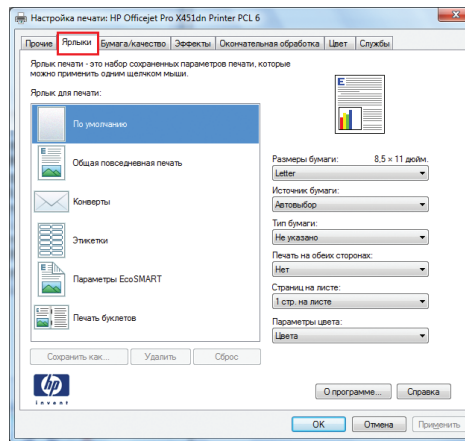 Настройка печати: HP Officejet Pro X451dn Printer PCL 6
Прочие Ярлыки Бумага/качество Эффекты Окончательная обработка Цвет Службы
Ярлык печати - это набор сохраненных параметров печати, которые
можно применить одним щелчком мыши.
Ярлык для печати:
По умолчанию
Общая повседневная печать
Конверты
Этикетки
Параметры EcoSMART
Печать буклетов
Сохранить как... Удалить Сброс
E
Размеры бумаги: 8,5 × 11 дюйм.
Letter
Источник бумаги:
Автовыбор
Тип бумаги:
Не указано
Печать на обеих сторонах:
Нет
Страниц на листе:
1 стр. на листе
Параметры цвета:
Цвета
hp
invent
О программе... Справка
OK Отмена Применить